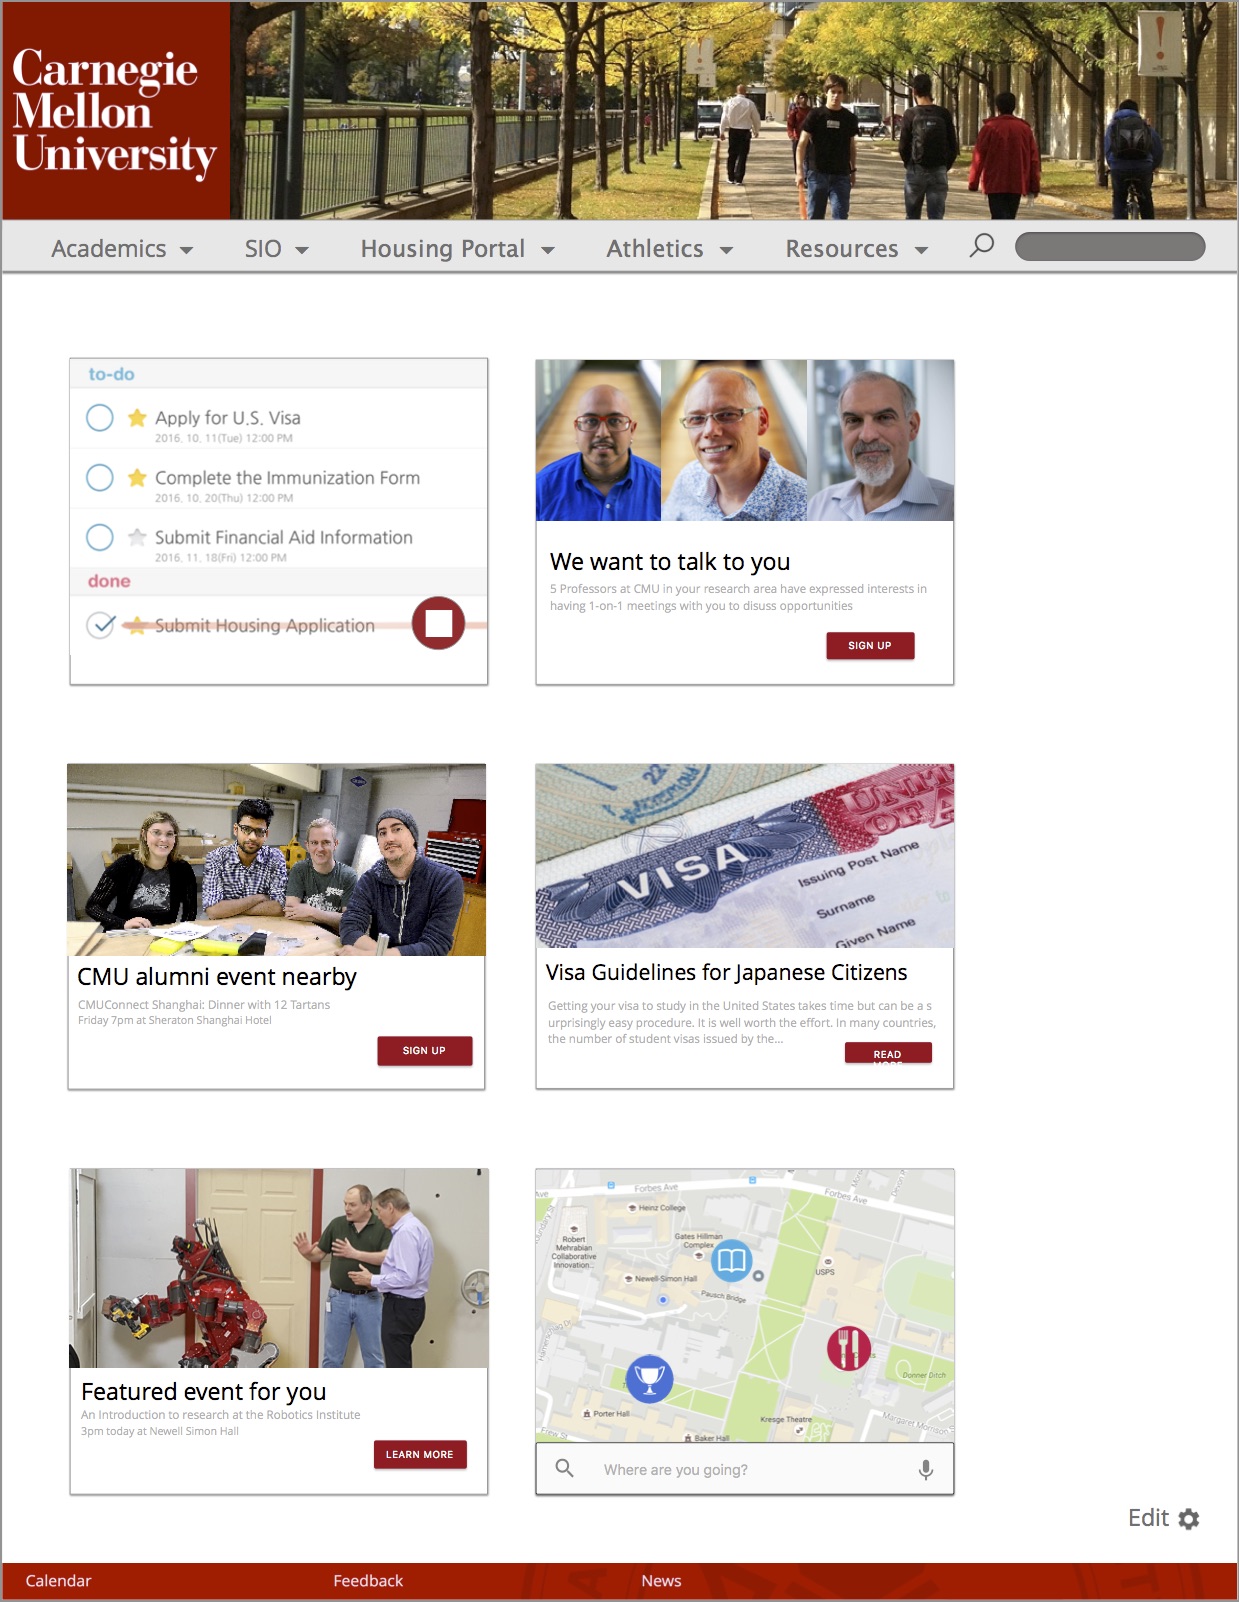 Carnegie
Mellon
University
Academics SIO Housing Portal Athletics Resources
to-do
Apply for U.S. Visa
2016. 10. 11(Tue) 12:00 PM
Complete the Immunization Form
2016. 10. 20(Thu) 12:00 PM
Submit Financial Aid Information
2016. 11. 18(Fri) 12:00 PM
done
Submit Housing Application
We want to talk to you
5 Professors at CMU in your research area have expressed interests in
having 1-on-1 meetings with you to disuss opportunities
SIGN UP
CMU alumni event nearby
CMUConnect Shanghai: Dinner with 12 Tartans
Friday 7pm at Sheraton Shanghai Hotel
SIGN UP
VISA
UNITED
OF A
Issuing Post Name
Surname
Given Name
Visa Guidelines for Japanese Citizens
Getting your visa to study in the United States takes time but can be a s
urprisingly easy procedure. It is well worth the effort. In many countries,
the number of student visas issued by the...
READ
MORE
Featured event for you
An Introduction to research at the Robotics Institute
3pm today at Newell Simon Hall
LEARN MORE
Forbes Ave
Forbes Ave
Heinz College
Gates Hillman
Complex
Robert
Mehrabian
Collaborative
Innovation...
Newell-Simon Hall
USPS
Pausch Bridge
Donner Ditch
Porter Hall
Kresge Theatre
Margaret Morrison
Baker Hall
Where are you going?
Edit
Calendar Feedback News